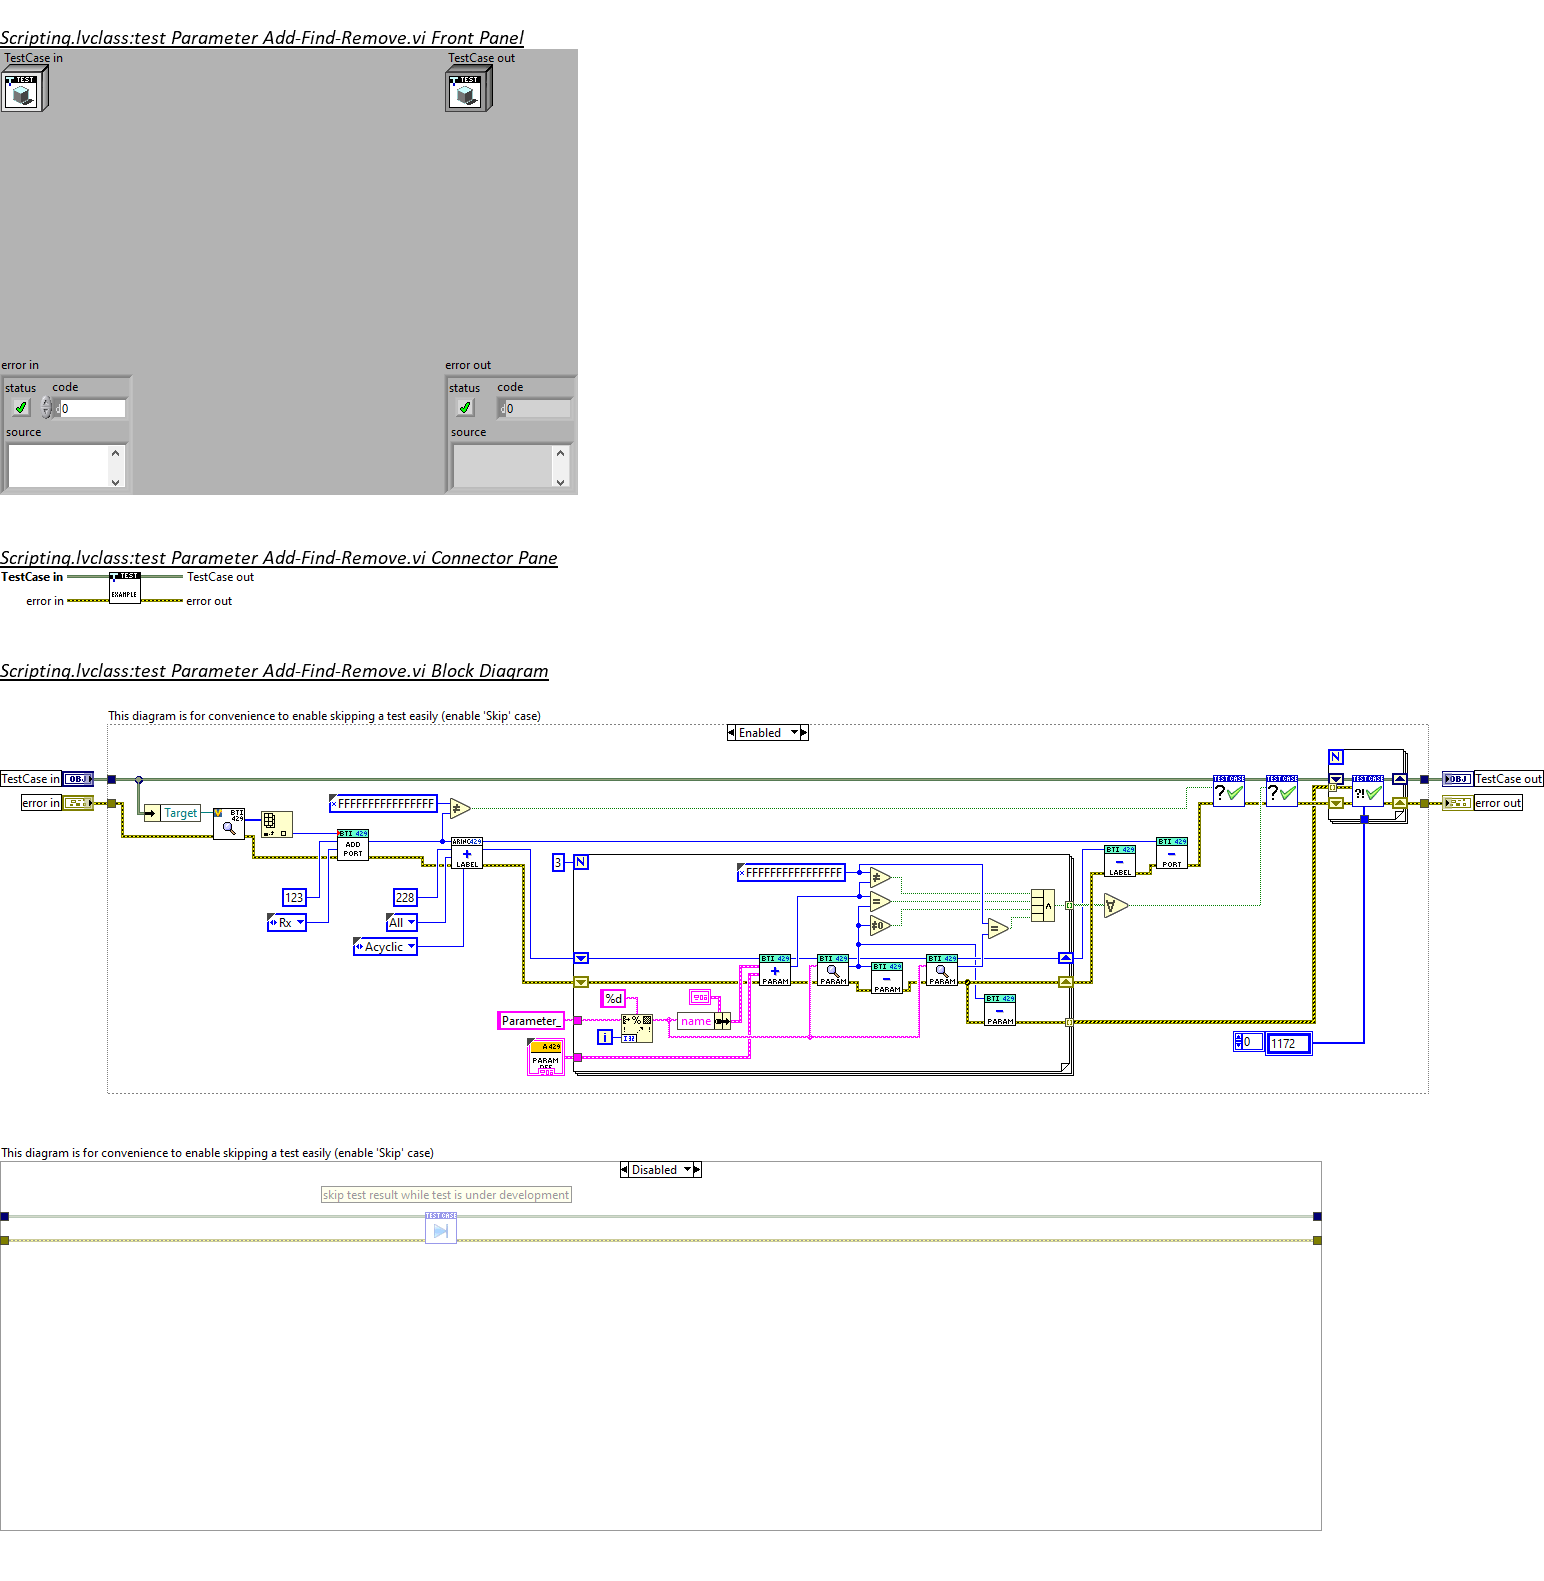 Scripting.lvclass:test Parameter Add-Find-Remove.vi Front Panel
TestCase in
TestCase out
TEST
TEST
error in
error out
status
code
status
code
d0
d0
source
source
Scripting.lvclass:test Parameter Add-Find-Remove.vi Connector Pane
TestCase in
TEST
EXAMPLE
TestCase out
error in
error out
Scripting.lvclass:test Parameter Add-Find-Remove.vi Block Diagram
This diagram is for convenience to enable skipping a test easily (enable 'Skip' case)
Enabled
N
TestCase in
OBJ
TEST CASE
TEST CASE
TEST CASE
OBJ
TestCase out
error in
error out
xFFFFFFFFFFFFFFFF
≠
?
?
?!
Target
BTI 429
BTI 429
ADD PORT
ARINC429
+
LABEL
BTI 429
-
LABEL
BTI 429
-
PORT
3
N
xFFFFFFFFFFFFFFFF
≠
=
≠0
=
∧
∀
123
228
Rx
All
Acyclic
BTI 429
+
PARAM
BTI 429
PARAM
BTI 429
-
PARAM
BTI 429
PARAM
BTI 429
-
PARAM
%d
Parameter_
name
i
I32
A429
PARAM
0
1172
This diagram is for convenience to enable skipping a test easily (enable 'Skip' case)
Disabled
skip test result while test is under development
TEST CASE